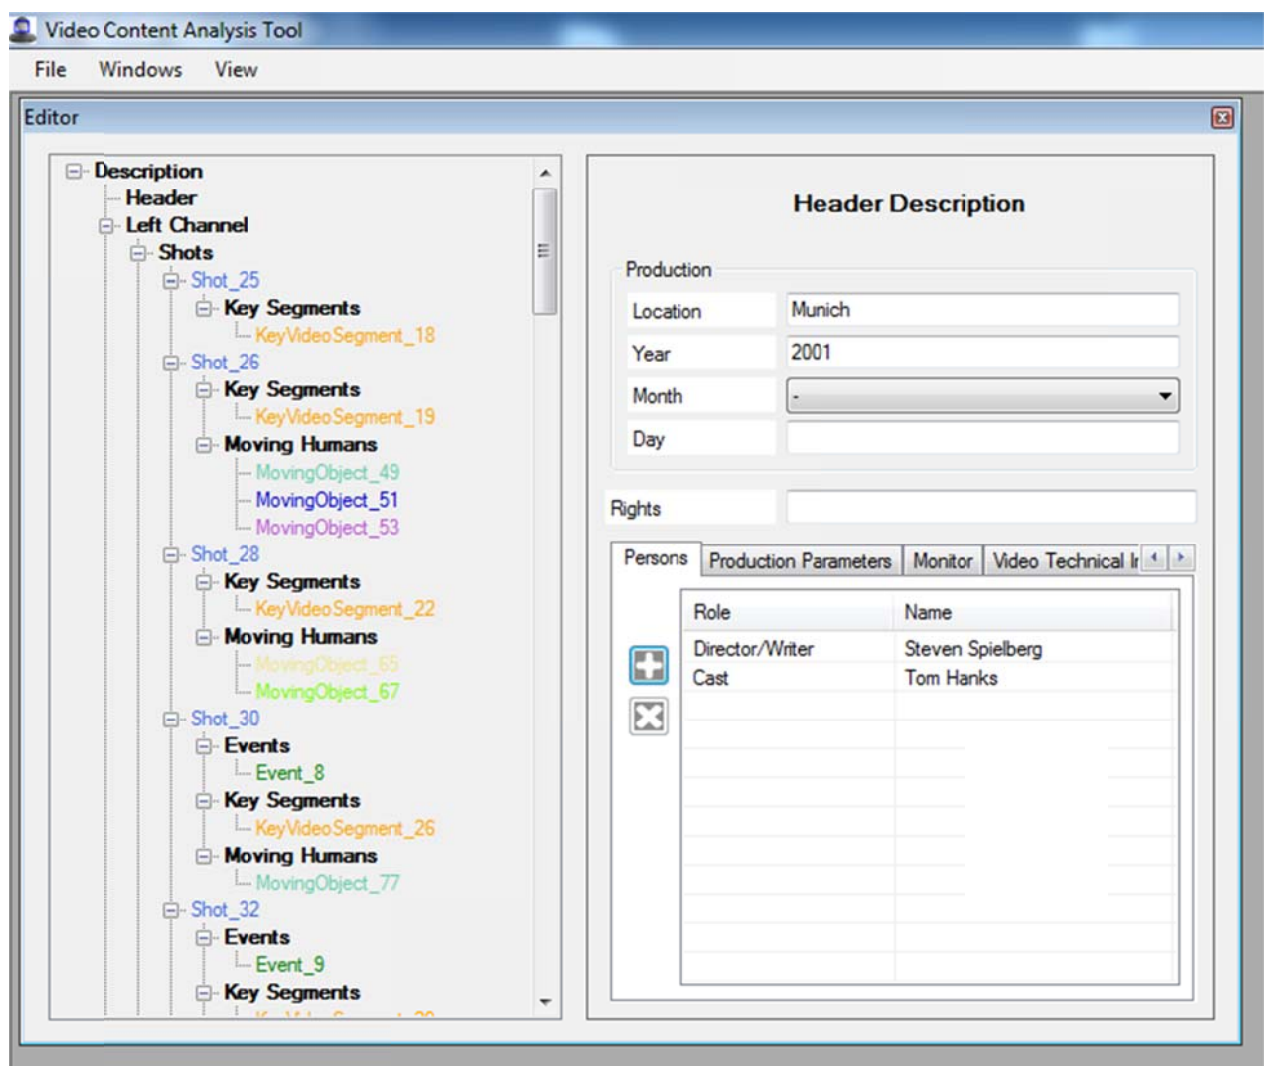 Video Content Analysis Tool
File Windows View
Editor
Description
Header
Left Channel
Shots
Shot_25
Key Segments
KeyVideoSegment_18
Shot_26
Key Segments
KeyVideoSegment_19
Moving Humans
MovingObject_49
MovingObject_51
MovingObject_53
Shot_28
Key Segments
KeyVideoSegment_22
Moving Humans
MovingObject_65
MovingObject_67
Shot_30
Events
Event_8
Key Segments
KeyVideoSegment_26
Moving Humans
MovingObject_77
Shot_32
Events
Event_9
Key Segments
Header Description
Production
Location Munich
Year 2001
Month -
Day
Rights
Persons Production Parameters Monitor Video Technical
Role Name
Director/Writer Steven Spielberg
Cast Tom Hanks